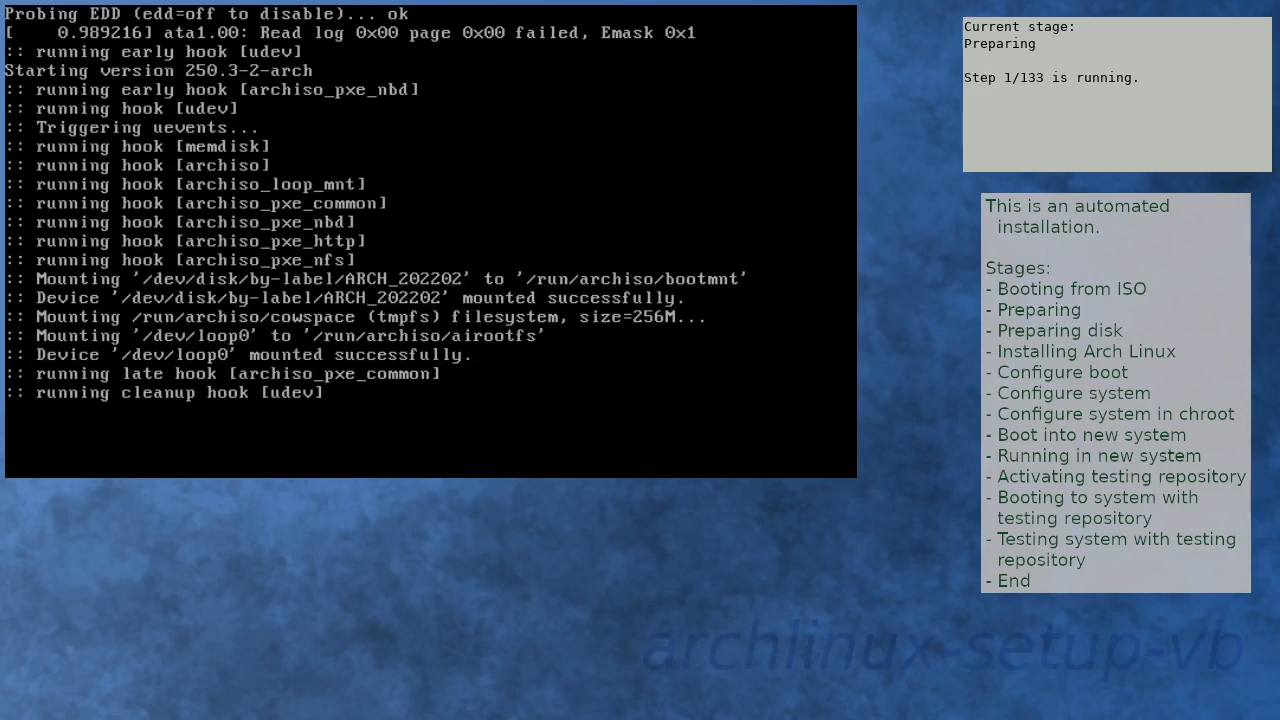 Probing EDD (edd=off to disable)... ok
[    0.989216] ata1.00: Read log 0x00 page 0x00 failed, Emask 0x1
:: running early hook [udev]
Starting version 250.3-2-arch
:: running early hook [archiso_pxe_nbd]
:: running hook [udev]
:: Triggering uevents...
:: running hook [memdisk]
:: running hook [archiso]
:: running hook [archiso_loop_mnt]
:: running hook [archiso_pxe_common]
:: running hook [archiso_pxe_nbd]
:: running hook [archiso_pxe_http]
:: running hook [archiso_pxe_nfs]
:: Mounting '/dev/disk/by-label/ARCH_202202' to '/run/archiso/bootmnt'
:: Device '/dev/disk/by-label/ARCH_202202' mounted successfully.
:: Mounting /run/archiso/cowspace (tmpfs) filesystem, size=256M...
:: Mounting '/dev/loop0' to '/run/archiso/airootfs'
:: Device '/dev/loop0' mounted successfully.
:: running late hook [archiso_pxe_common]
:: running cleanup hook [udev]
Current stage:
Preparing
Step 1/133 is running.
This is an automated
installation.
Stages:
- Booting from ISO
- Preparing
- Preparing disk
- Installing Arch Linux
- Configure boot
- Configure system
- Configure system in chroot
- Boot into new system
- Running in new system
- Activating testing repository
- Booting to system with
testing repository
- Testing system with testing
repository
- End
archlinux-setup-vb